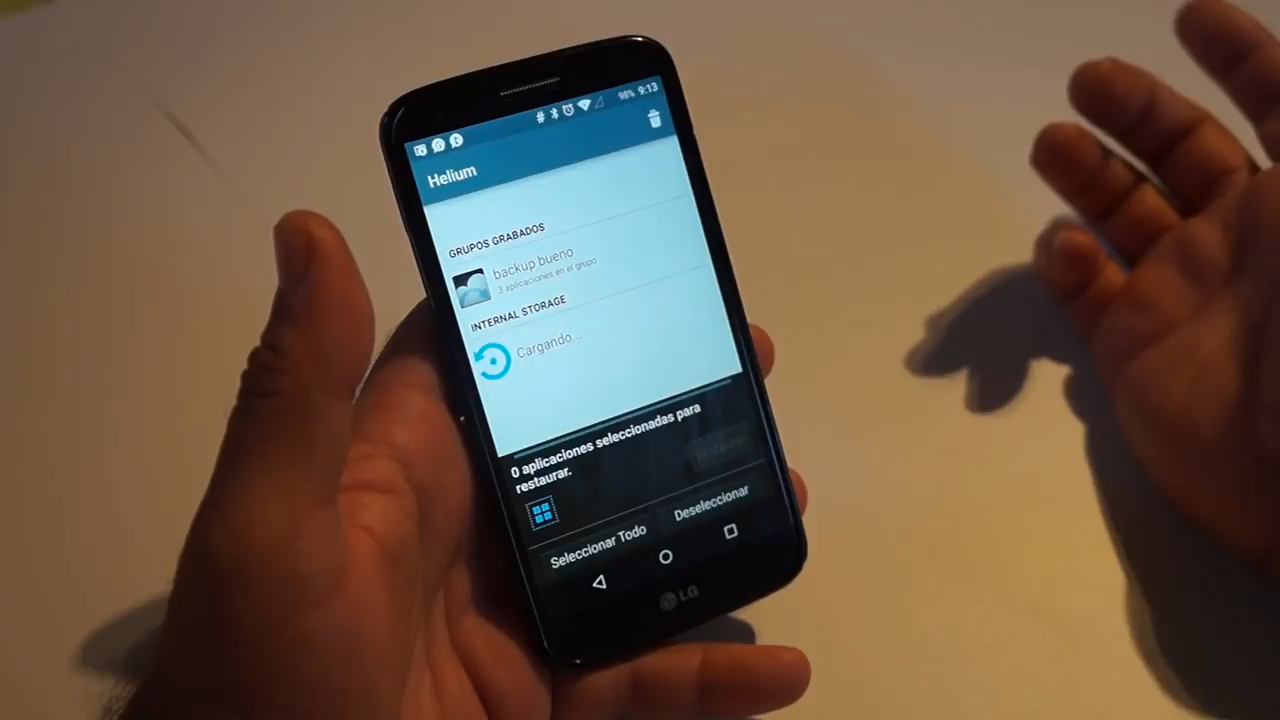 98% 9:13
Helium
GRUPOS GRABADOS
backup bueno
3 aplicaciones en el grupo
INTERNAL STORAGE
Cargando...
0 aplicaciones seleccionadas para
restaurar.
Seleccionar Todo
Deseleccionar
LG